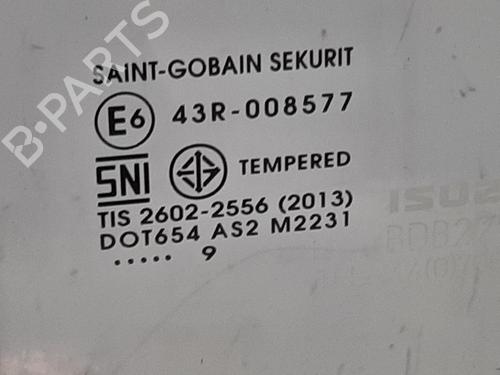 B-PARTS
SAINT-GOBAIN SEKURIT
E6 43R-008577
SNI TEMPERED
TIS 2602-2556 (2013)
DOT654 AS2 M2231
..... 9